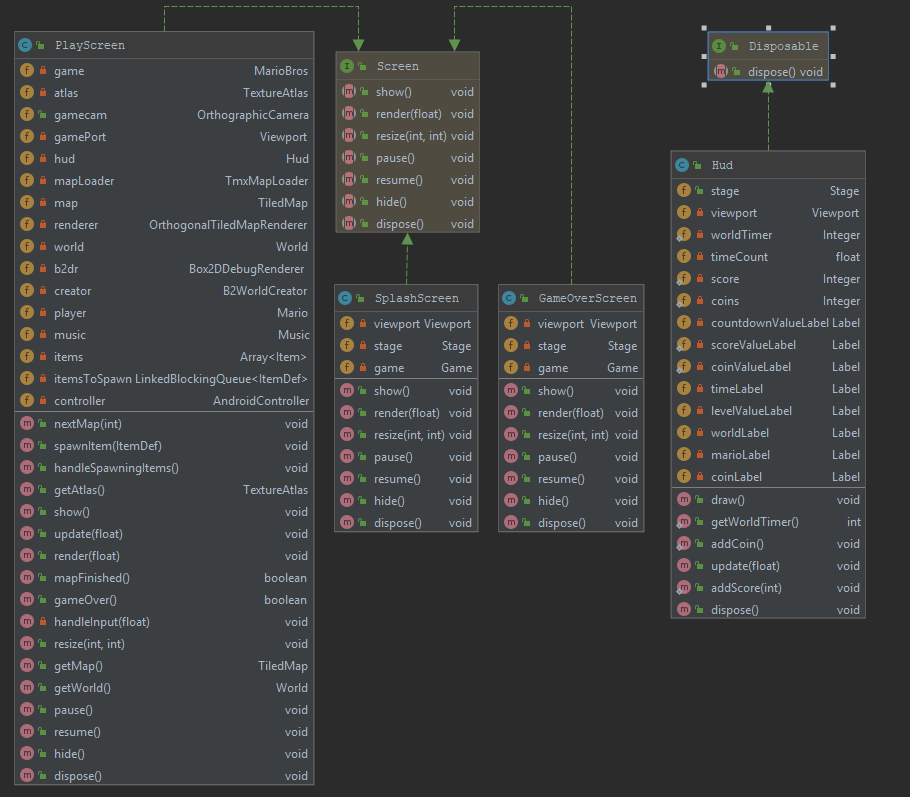 PlayScreen
game MarioBros
atlas TextureAtlas
gamecam OrthographicCamera
gamePort Viewport
hud Hud
mapLoader TmxMapLoader
map TiledMap
renderer OrthogonalTiledMapRenderer
world World
b2dr Box2DDebugRenderer
creator B2WorldCreator
player Mario
music Music
items Array<Item>
itemsToSpawn LinkedBlockingQueue<ItemDef>
controller AndroidController
nextMap(int) void
spawnItem(ItemDef) void
handleSpawningItems() void
getAtlas() TextureAtlas
show() void
update(float) void
render(float) void
mapFinished() boolean
gameOver() boolean
handleInput(float) void
resize(int, int) void
getMap() TiledMap
getWorld() World
pause() void
resume() void
hide() void
dispose() void
Screen
show() void
render(float) void
resize(int, int) void
pause() void
resume() void
hide() void
dispose() void
SplashScreen
viewport Viewport
stage Stage
game Game
show() void
render(float) void
resize(int, int) void
pause() void
resume() void
hide() void
dispose() void
GameOverScreen
viewport Viewport
stage Stage
game Game
show() void
render(float) void
resize(int, int) void
pause() void
resume() void
hide() void
dispose() void
Disposable
dispose() void
Hud
stage Stage
viewport Viewport
worldTimer Integer
timeCount float
score Integer
coins Integer
countdownValueLabel Label
scoreValueLabel Label
coinValueLabel Label
timeLabel Label
levelValueLabel Label
worldLabel Label
marioLabel Label
coinLabel Label
draw() void
getWorldTimer() int
addCoin() void
update(float) void
addScore(int) void
dispose() void